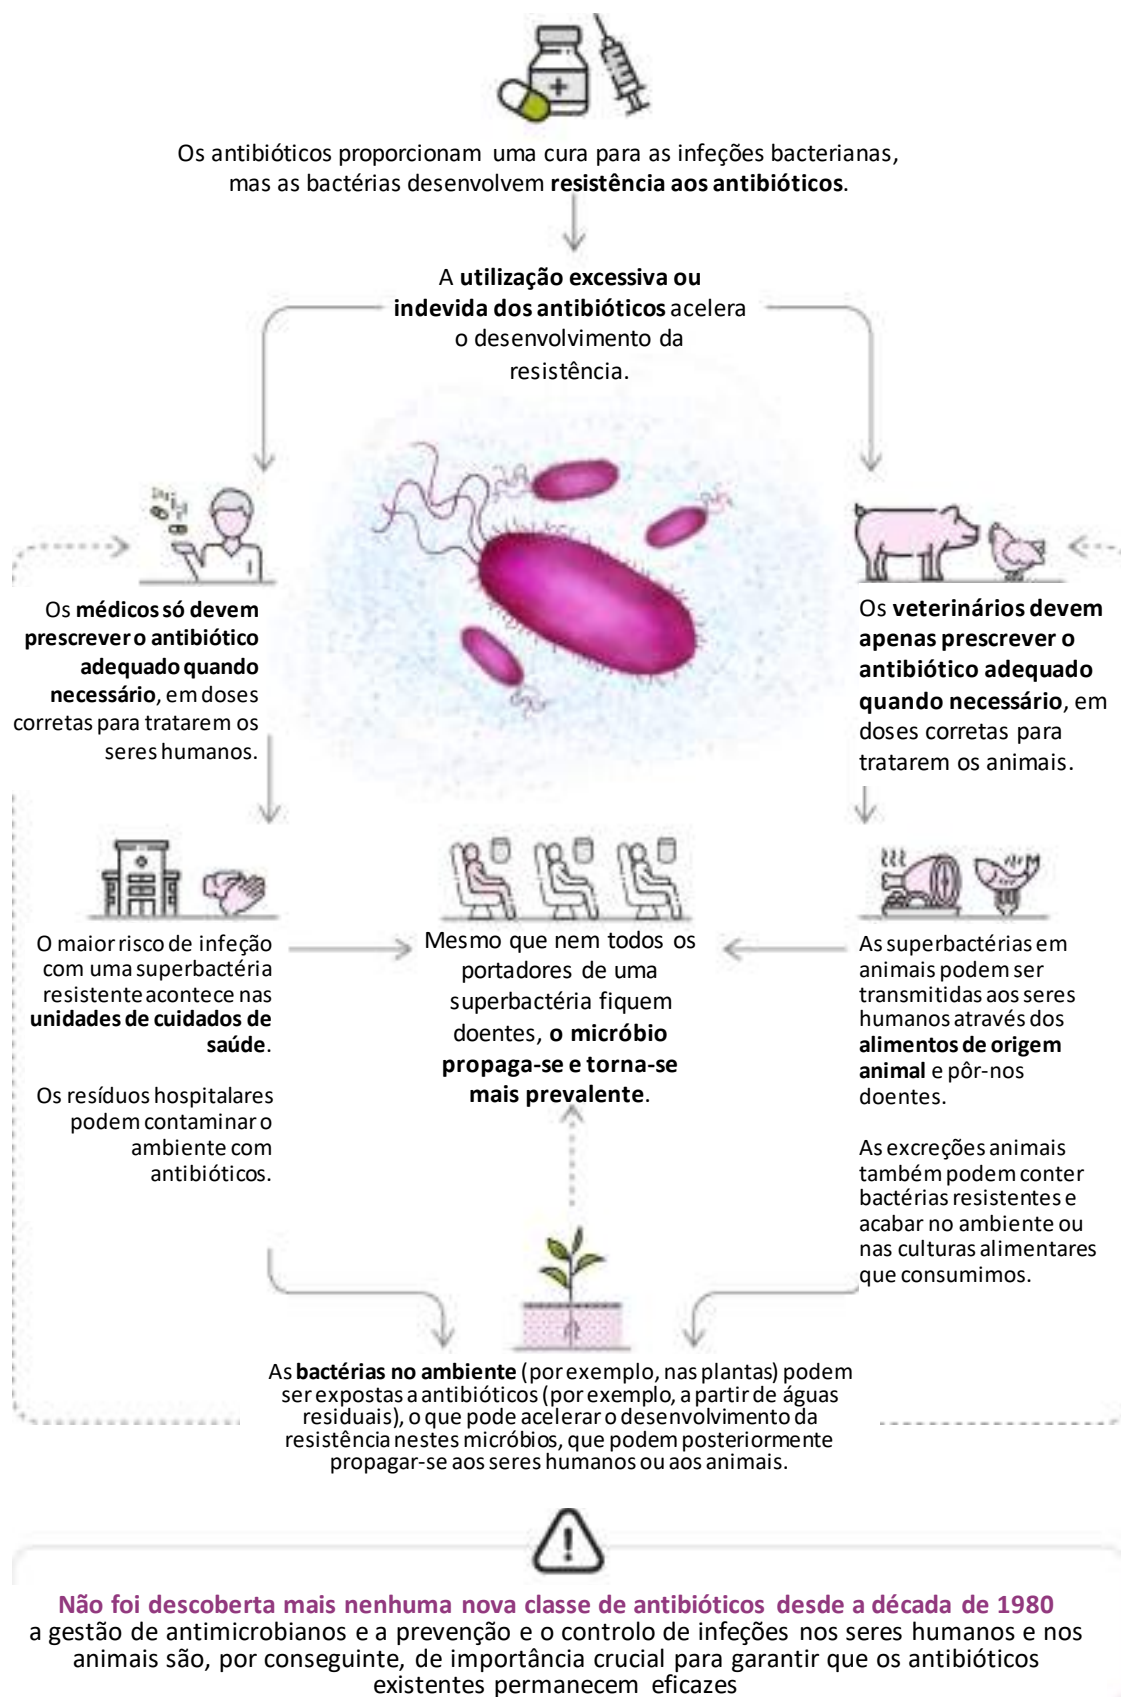 Os antibióticos proporcionam uma cura para as infeções bacterianas,
mas as bactérias desenvolvem resistência aos antibióticos.
A utilização excessiva ou
indevida dos antibióticos acelera
o desenvolvimento da
resistência.
Os médicos só devem
prescrever o antibiótico
adequado quando
necessário, em doses
corretas para tratarem os
seres humanos.
Os veterinários devem
apenas prescrever o
antibiótico adequado
quando necessário, em
doses corretas para
tratarem os animais.
O maior risco de infeção
com uma superbactéria
resistente acontece nas
unidades de cuidados de
saúde.
Os resíduos hospitalares
podem contaminar o
ambiente com
antibióticos.
Mesmo que nem todos os
portadores de uma
superbactéria fiquem
doentes, o micróbio
propaga-se e torna-se
mais prevalente.
As superbactérias em
animais podem ser
transmitidas aos seres
humanos através dos
alimentos de origem
animal e pôr-nos
doentes.
As excreções animais
também podem conter
bactérias resistentes e
acabar no ambiente ou
nas culturas alimentares
que consumimos.
As bactérias no ambiente (por exemplo, nas plantas) podem
ser expostas a antibióticos (por exemplo, a partir de águas
residuais), o que pode acelerar o desenvolvimento da
resistência nestes micróbios, que podem posteriormente
propagar-se aos seres humanos ou aos animais.
Não foi descoberta mais nenhuma nova classe de antibióticos desde a década de 1980
a gestão de antimicrobianos e a prevenção e o controlo de infeções nos seres humanos e nos
animais são, por conseguinte, de importância crucial para garantir que os antibióticos
existentes permanecem eficazes